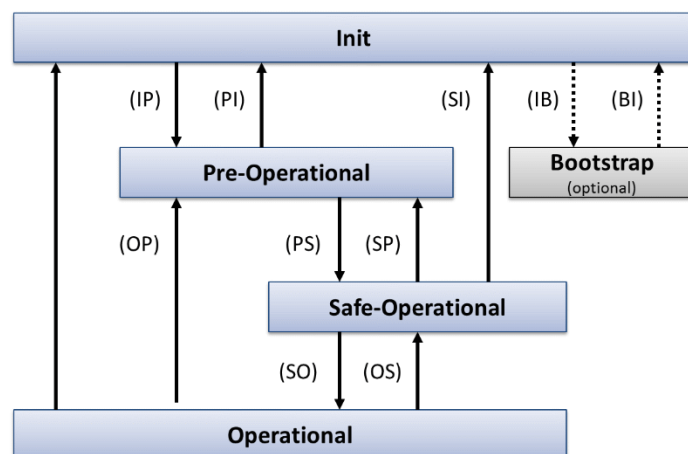 Init
(IP)
(PI)
(SI)
(IB)
(BI)
Pre-Operational
Bootstrap
(optional)
(OP)
(PS)
(SP)
Safe-Operational
(SO)
(OS)
Operational